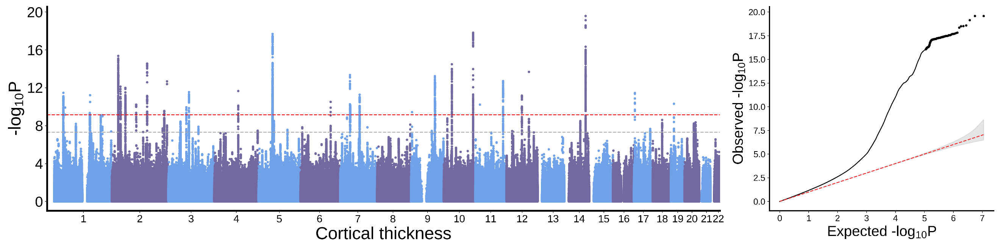 20
16
12
8
4
0
-log10P
1 2 3 4 5 6 7 8 9 10 11 12 13 14 15 16 17 18 19 20 21 22
Cortical thickness
20.0
17.5
15.0
12.5
10.0
7.5
5.0
2.5
0.0
Observed -log10P
0 1 2 3 4 5 6 7
Expected -log10P